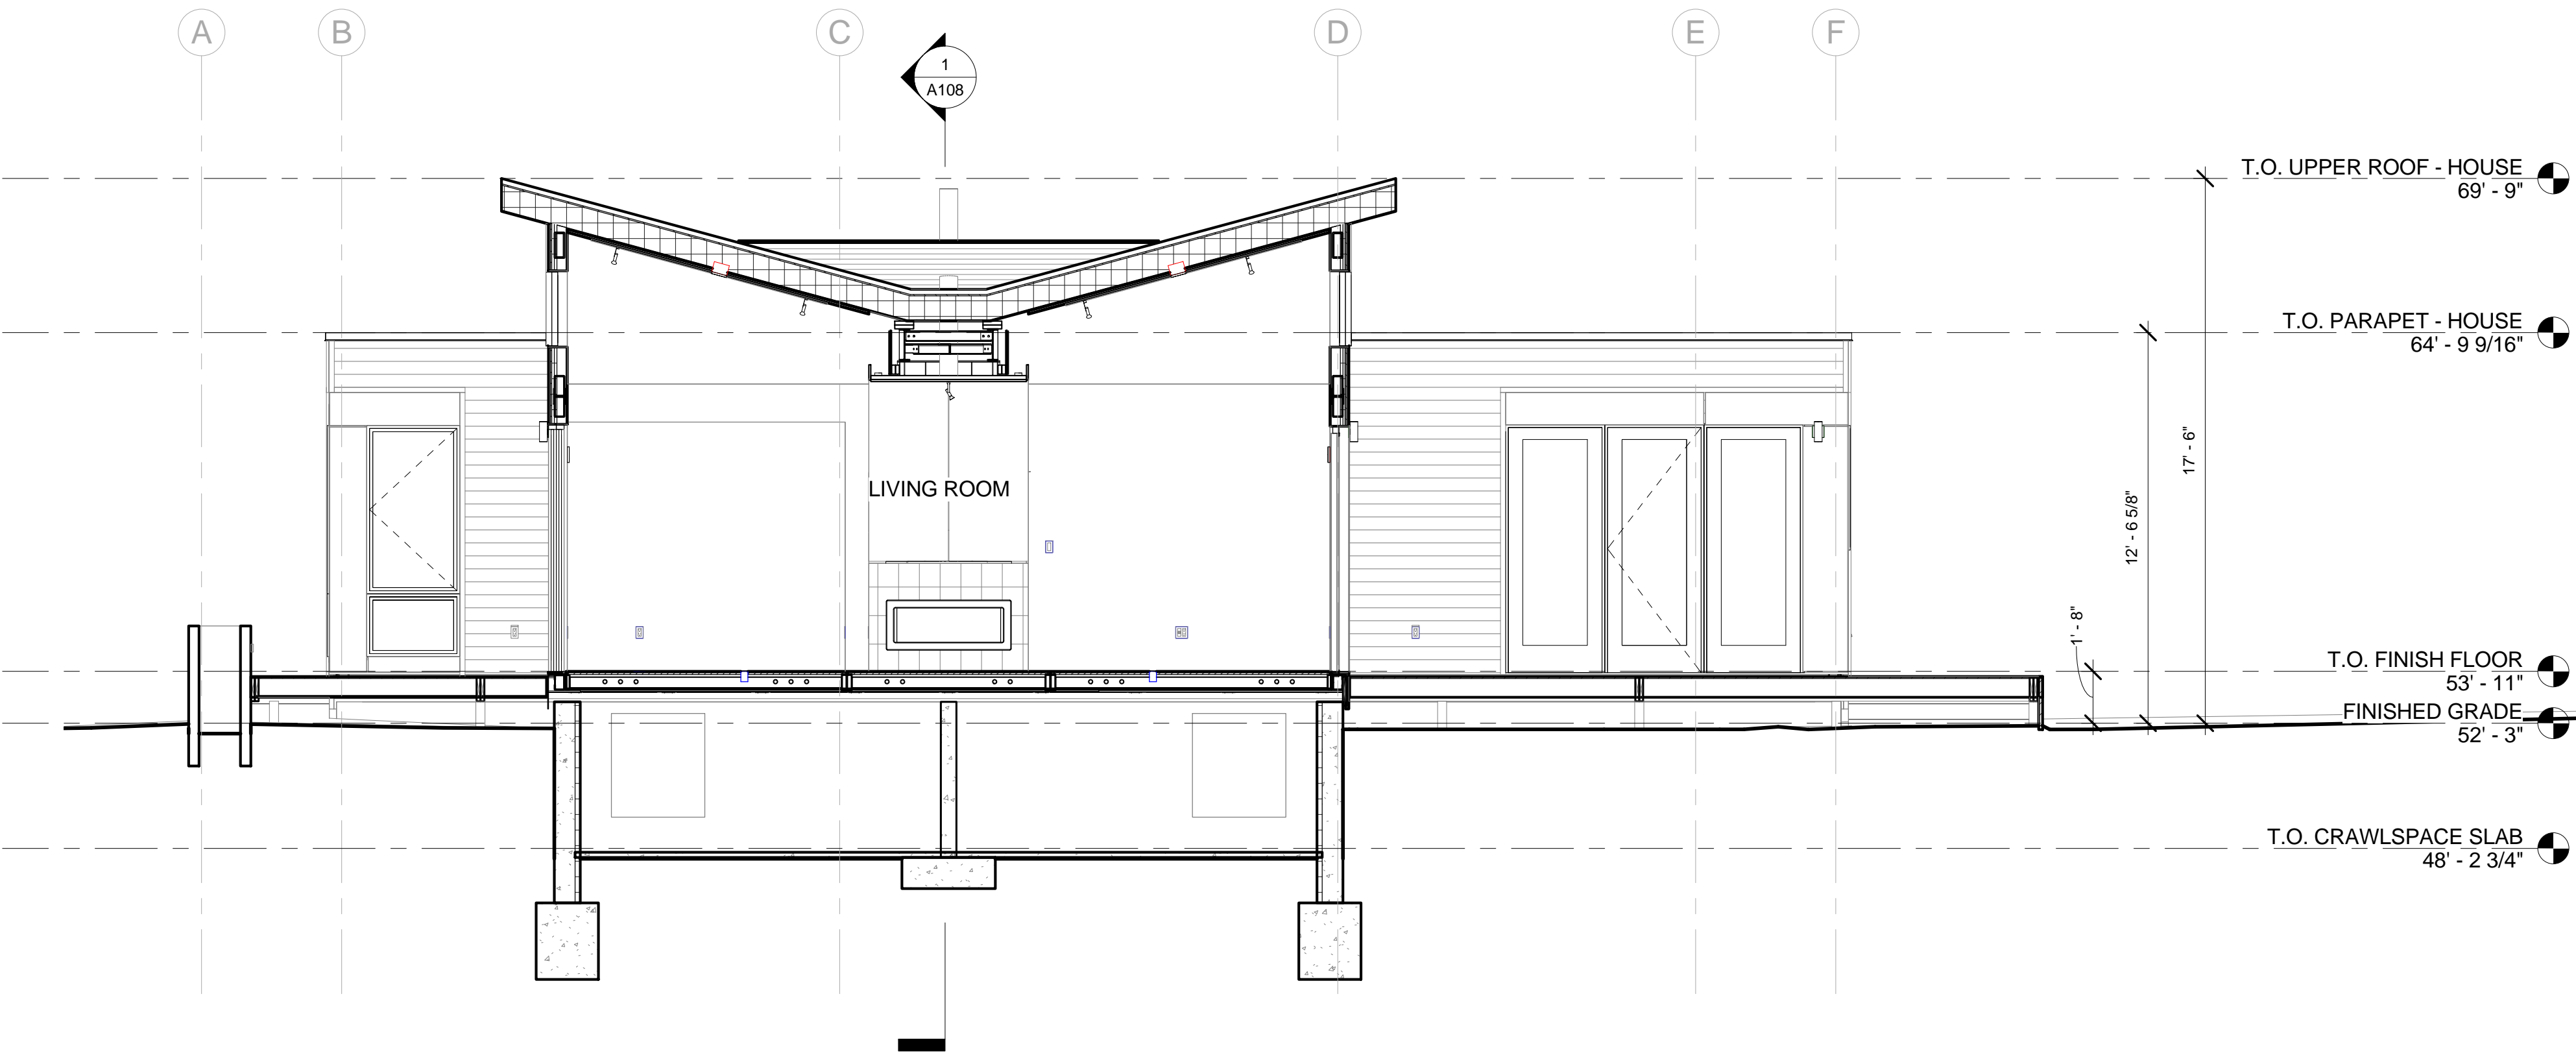 A B C D E F
1
A108
T.O. UPPER ROOF - HOUSE
69' - 9"
T.O. PARAPET - HOUSE
64' - 9 9/16"
17' - 6"
LIVING ROOM
12' - 6 5/8"
1' - 8"
T.O. FINISH FLOOR
53' - 11"
FINISHED GRADE
52' - 3"
T.O. CRAWLSPACE SLAB
48' - 2 3/4"